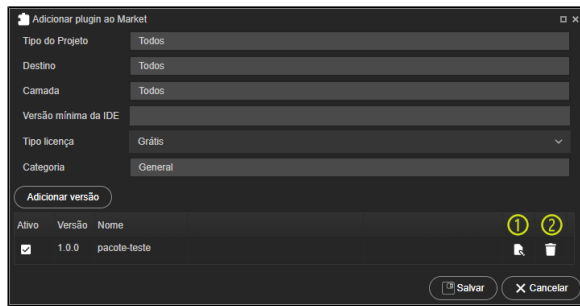 Adicionar plugin ao Market
Tipo do Projeto Todos
Destino Todos
Camada Todos
Versão mínima da IDE
Tipo licença Grátis
Categoria General
Adicionar versão
1 2
Ativo Versão Nome
1.0.0 pacote-teste
Salvar Cancelar